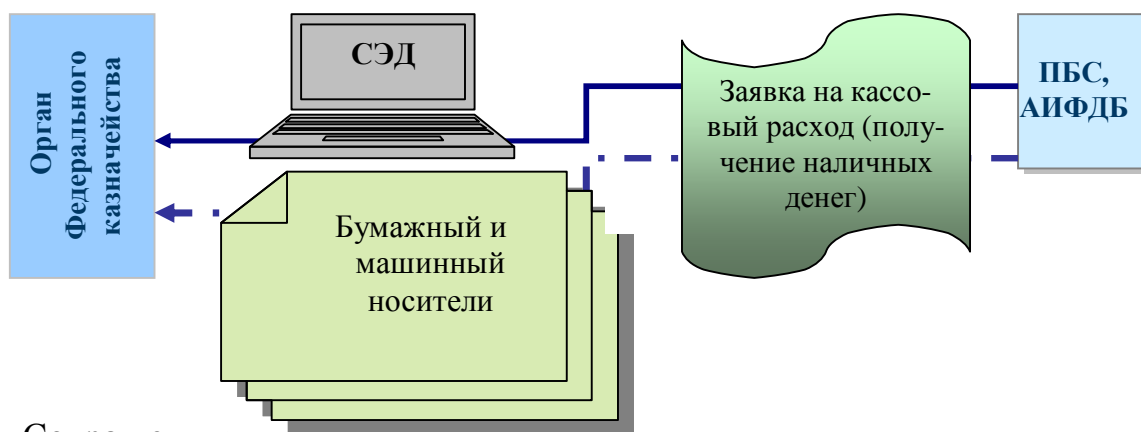 Орган
Федерального
казначейства
СЭД
Заявка на кассо-
вый расход (полу-
чение наличных
денег)
ПБС,
АИФДБ
Бумажный и
машинный
носители